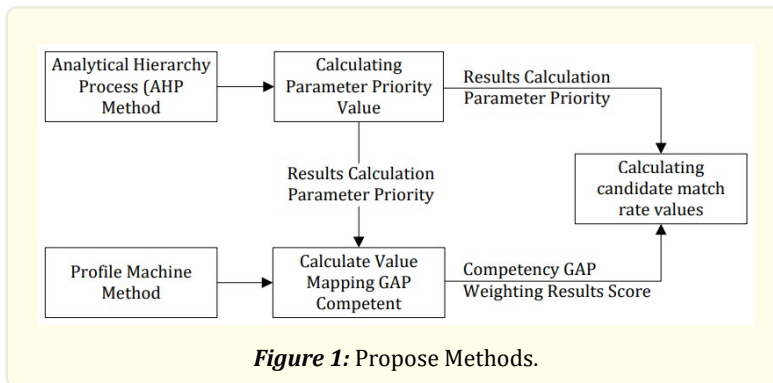 Analytical Hierarchy
Process (AHP
Method
Calculating
Parameter Priority
Value
Results Calculation
Parameter Priority
Results Calculation
Parameter Priority
Calculating
candidate match
rate values
Profile Machine
Method
Calculate Value
Mapping GAP
Competent
Competency GAP
Weighting Results Score
Figure 1: Propose Methods.